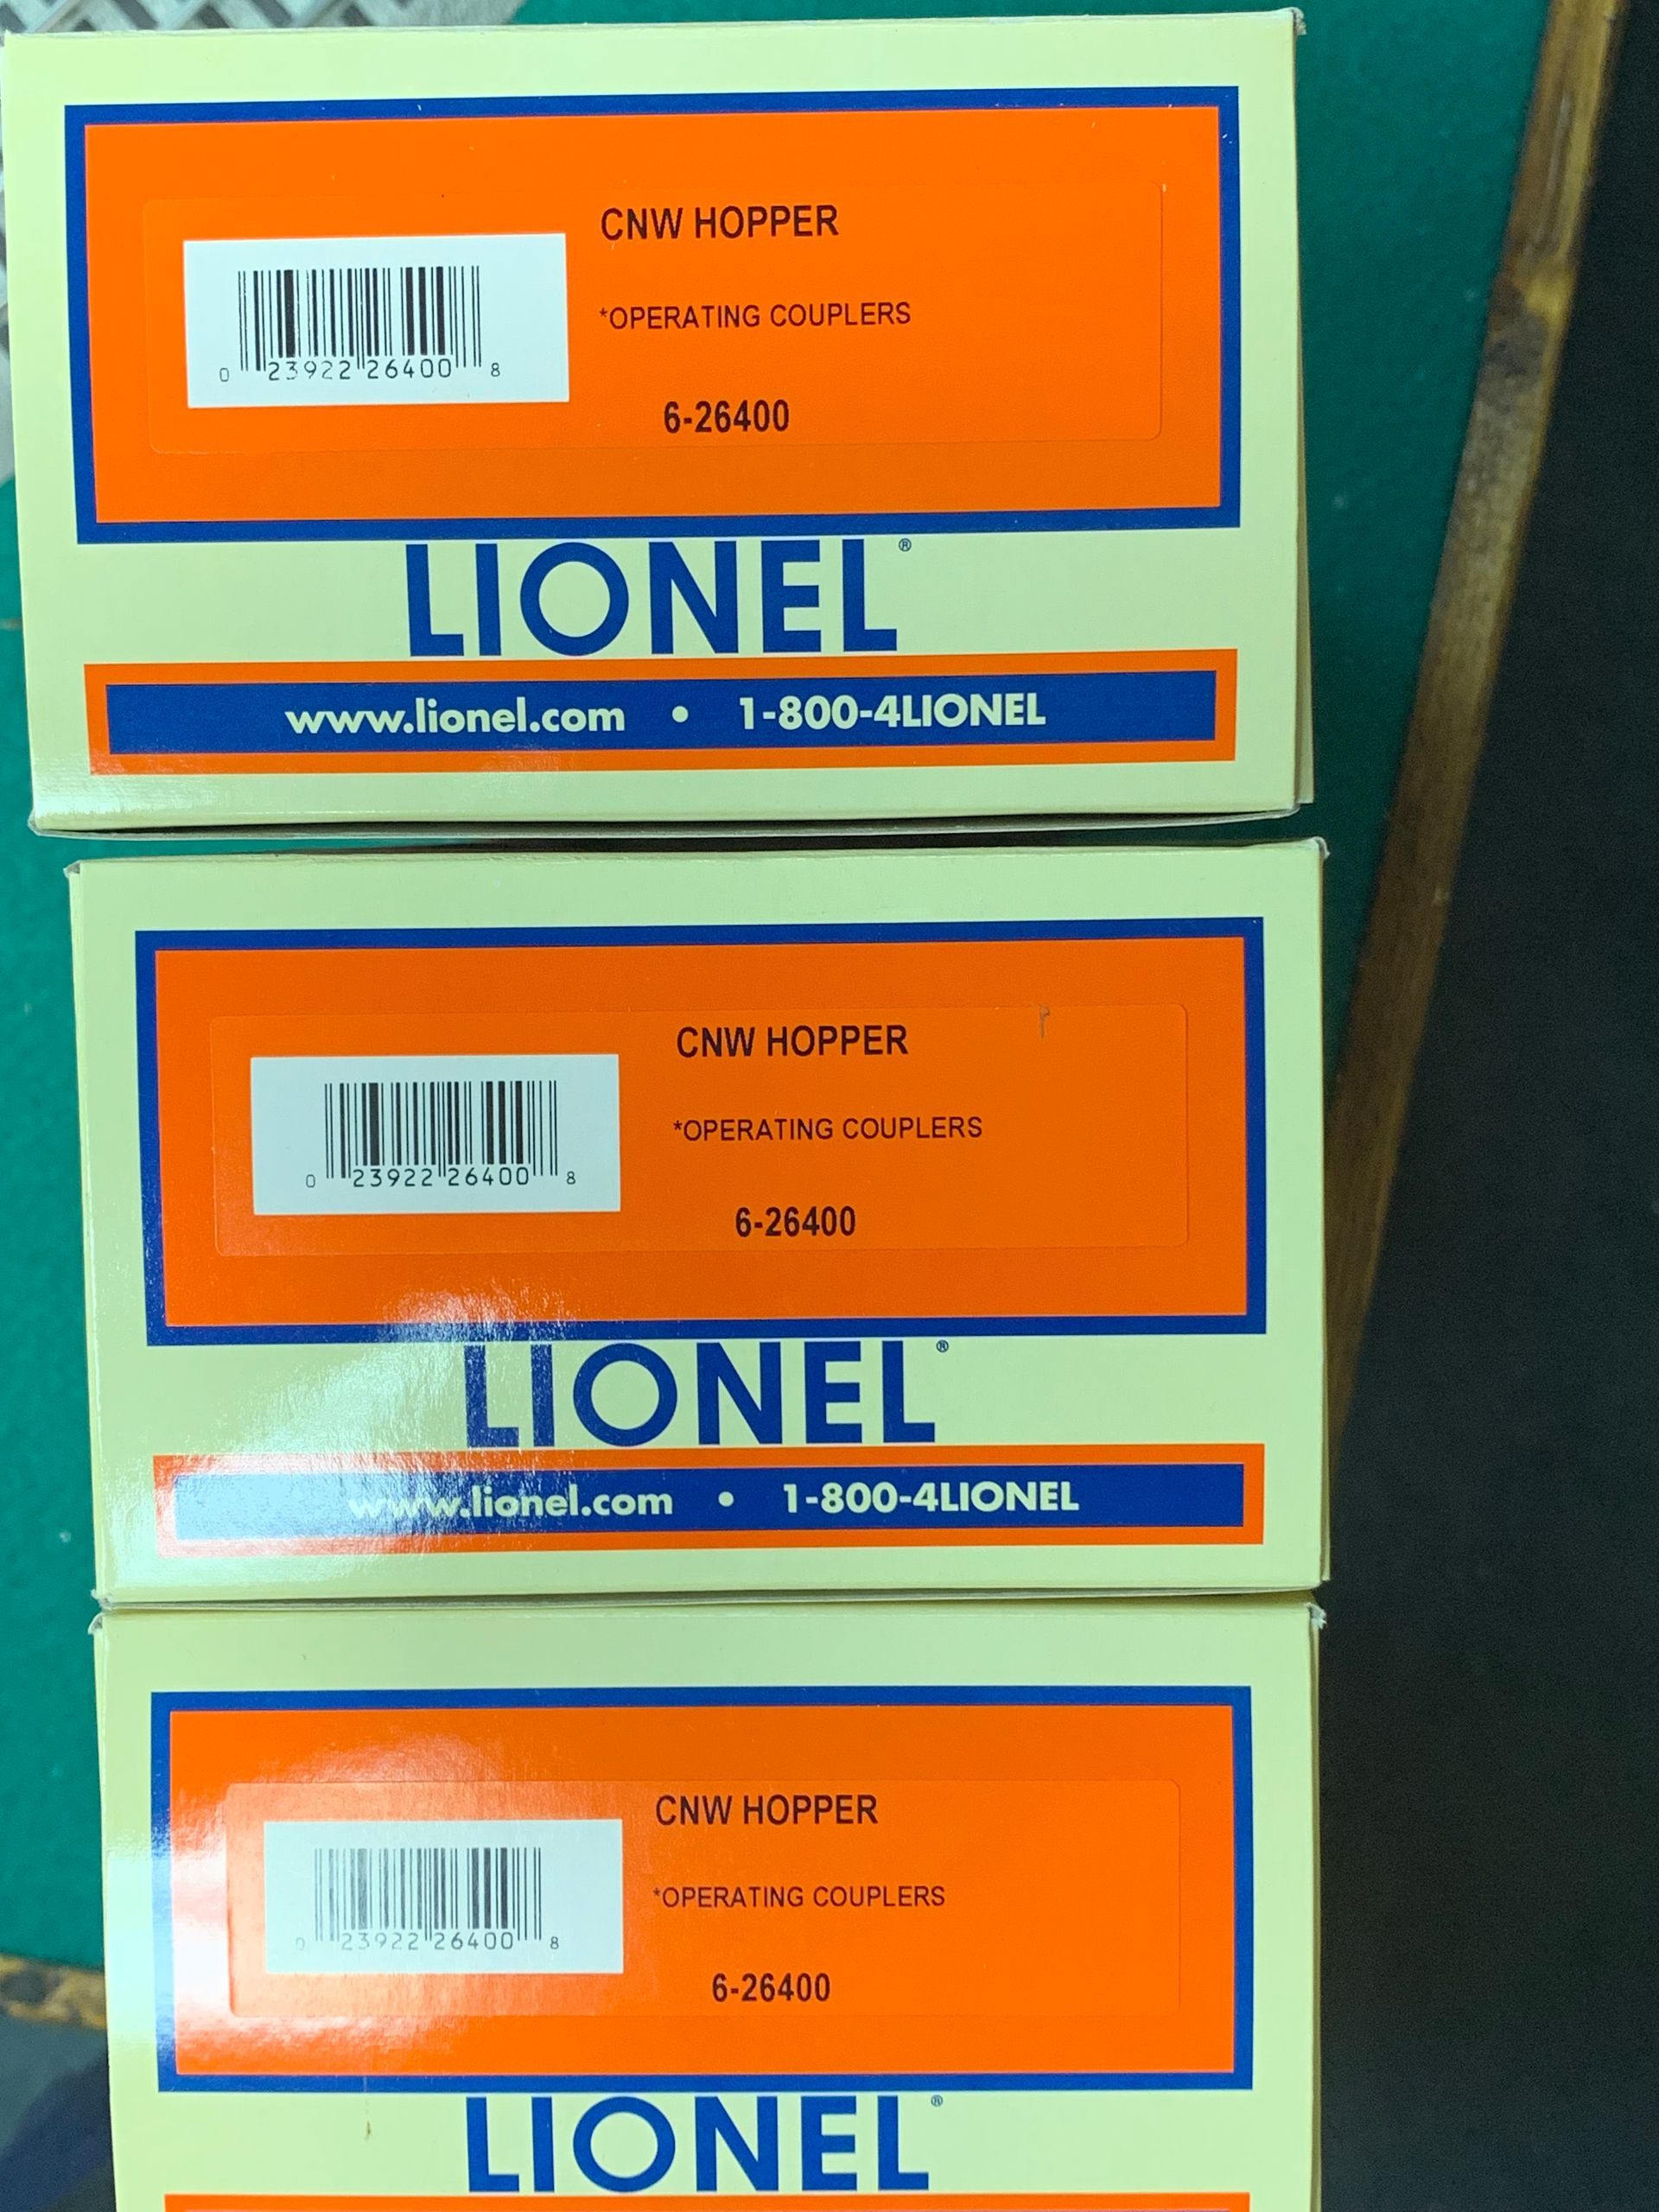 CNW HOPPER
*OPERATING COUPLERS
0 23922 26400 8
6-26400
LIONEL®
www.lionel.com • 1-800-4LIONEL
CNW HOPPER
*OPERATING COUPLERS
0 23922 26400 8
6-26400
LIONEL®
www.lionel.com • 1-800-4LIONEL
CNW HOPPER
*OPERATING COUPLERS
0 23922 26400 8
6-26400
LIONEL®